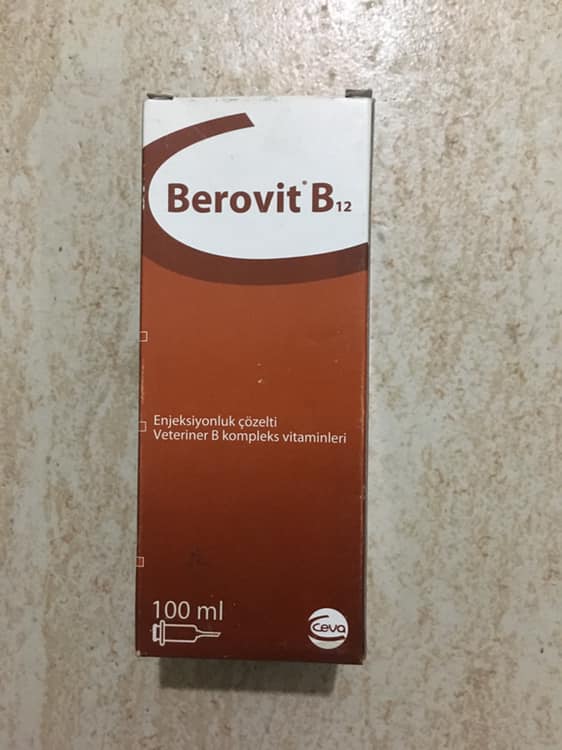 Berovit® B12
Enjeksiyonluk çözelti
Veteriner B kompleks vitaminleri
100 ml
Ceva